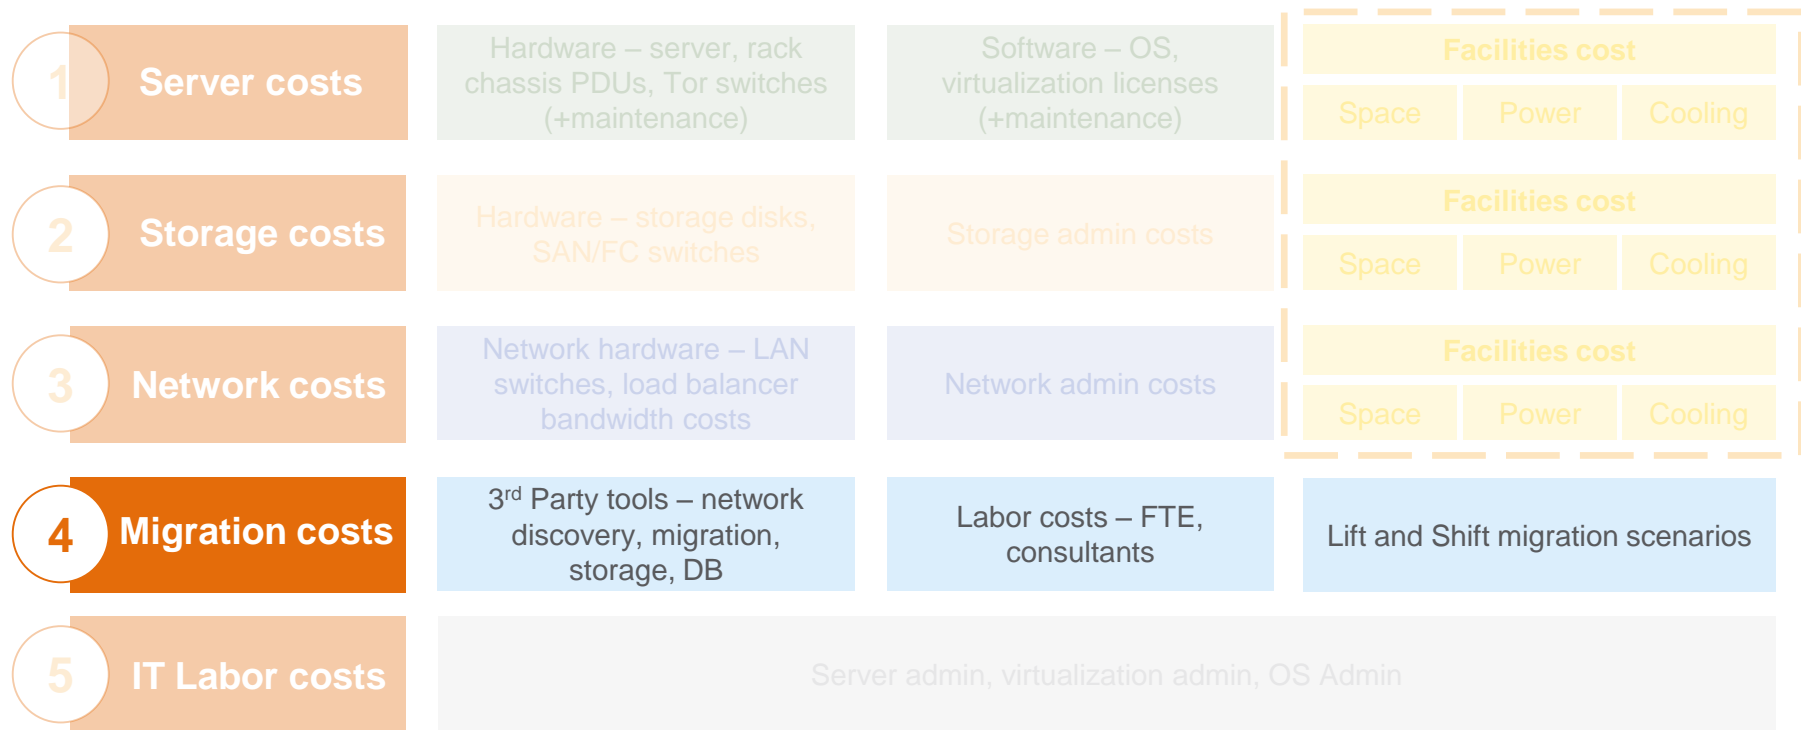 1
Server costs
Hardware – server, rack
chassis PDUs, Tor switches
(+maintenance)
Software – OS,
virtualization licenses
(+maintenance)
Facilities cost
Space
Power
Cooling
2
Storage costs
Hardware – storage disks,
SAN/FC switches
Storage admin costs
Facilities cost
Space
Power
Cooling
3
Network costs
Network hardware – LAN
switches, load balancer
bandwidth costs
Network admin costs
Facilities cost
Space
Power
Cooling
4
Migration costs
3rd Party tools – network
discovery, migration,
storage, DB
Labor costs – FTE,
consultants
Lift and Shift migration scenarios
5
IT Labor costs
Server admin, virtualization admin, OS Admin